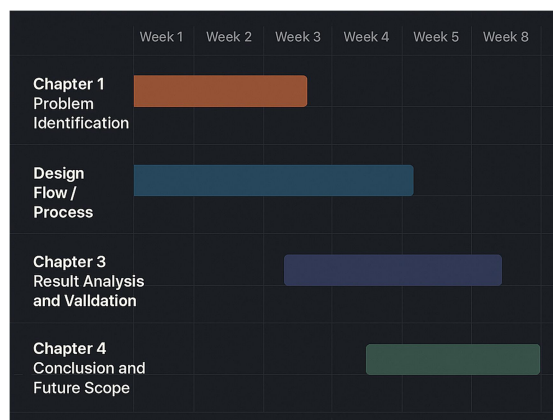 Week 1 Week 2 Week 3 Week 4 Week 5 Week 8
Chapter 1
Problem
Identification
Design
Flow /
Process
Chapter 3
Result Analysis
and Valldation
Chapter 4
Conclusion and
Future Scope